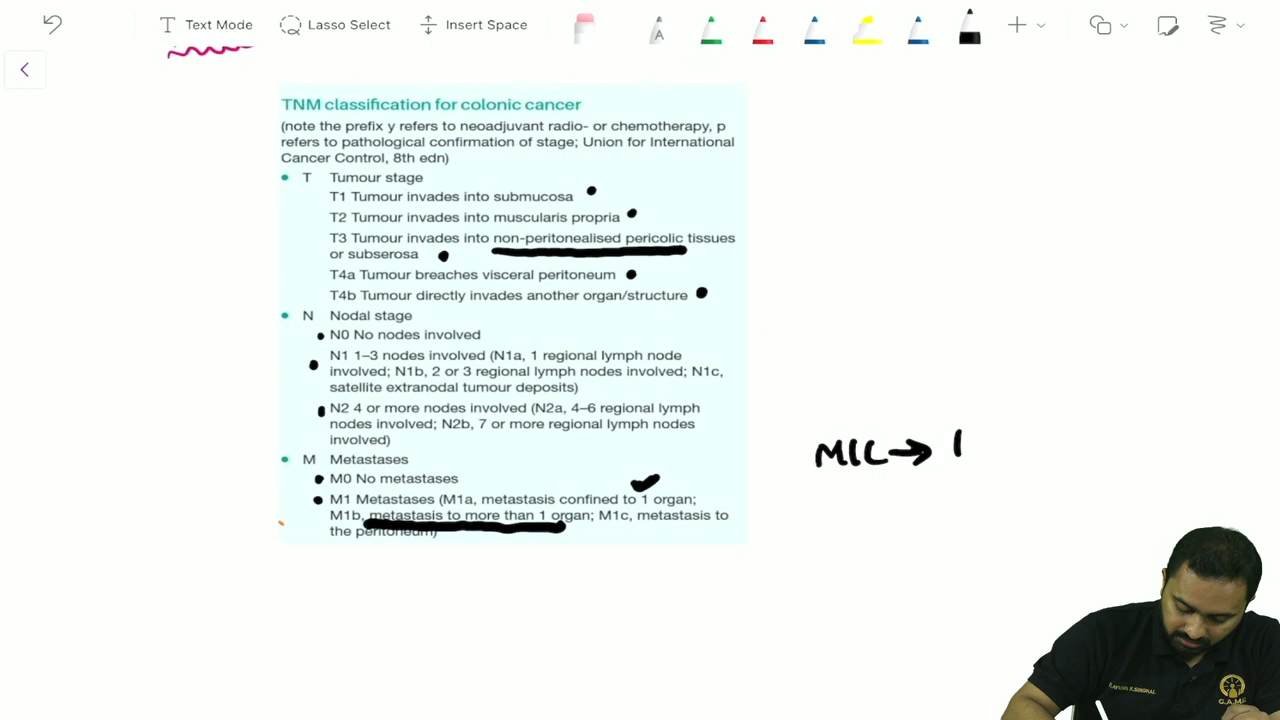 Text Mode Lasso Select Insert Space
A
TNM classification for colonic cancer
(note the prefix y refers to neoadjuvant radio- or chemotherapy, p
refers to pathological confirmation of stage; Union for International
Cancer Control, 8th edn)
• T Tumour stage
T1 Tumour invades into submucosa
T2 Tumour invades into muscularis propria
T3 Tumour invades into non-peritonealised pericolic tissues
or subserosa
T4a Tumour breaches visceral peritoneum
T4b Tumour directly invades another organ/structure
• N Nodal stage
N0 No nodes involved
N1 1–3 nodes involved (N1a, 1 regional lymph node
involved; N1b, 2 or 3 regional lymph nodes involved; N1c,
satellite extranodal tumour deposits)
N2 4 or more nodes involved (N2a, 4–6 regional lymph
nodes involved; N2b, 7 or more regional lymph nodes
involved)
• M Metastases
M0 No metastases
M1 Metastases (M1a, metastasis confined to 1 organ;
M1b, metastasis to more than 1 organ; M1c, metastasis to
the peritoneum)
M1C → 1
K.SINGHAL
G.A.M.E